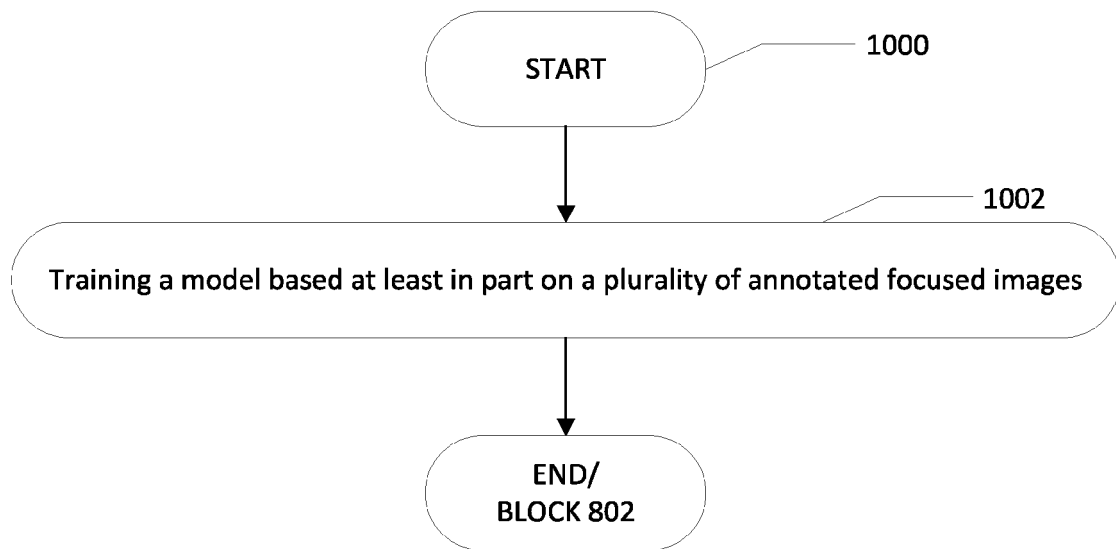 START
1000
1002
Training a model based at least in part on a plurality of annotated focused images
END/
BLOCK 802